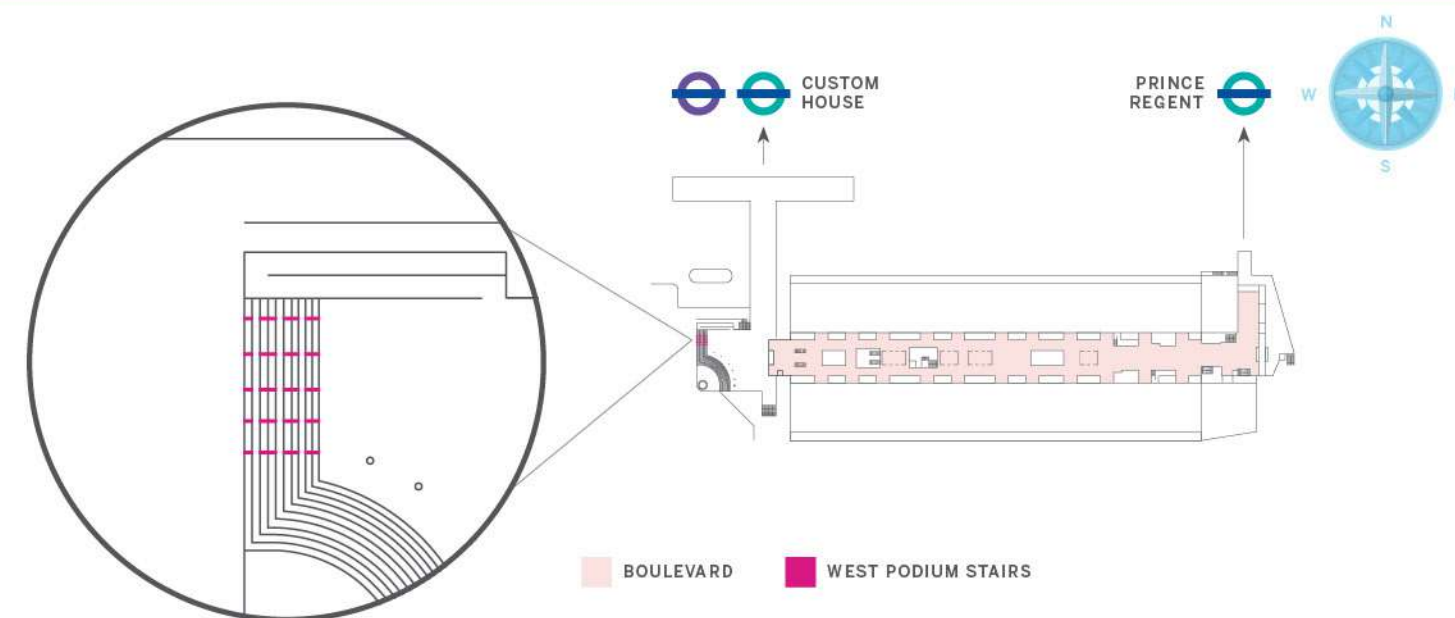 N
CUSTOM
HOUSE
PRINCE
REGENT
W
S
BOULEVARD
WEST PODIUM STAIRS